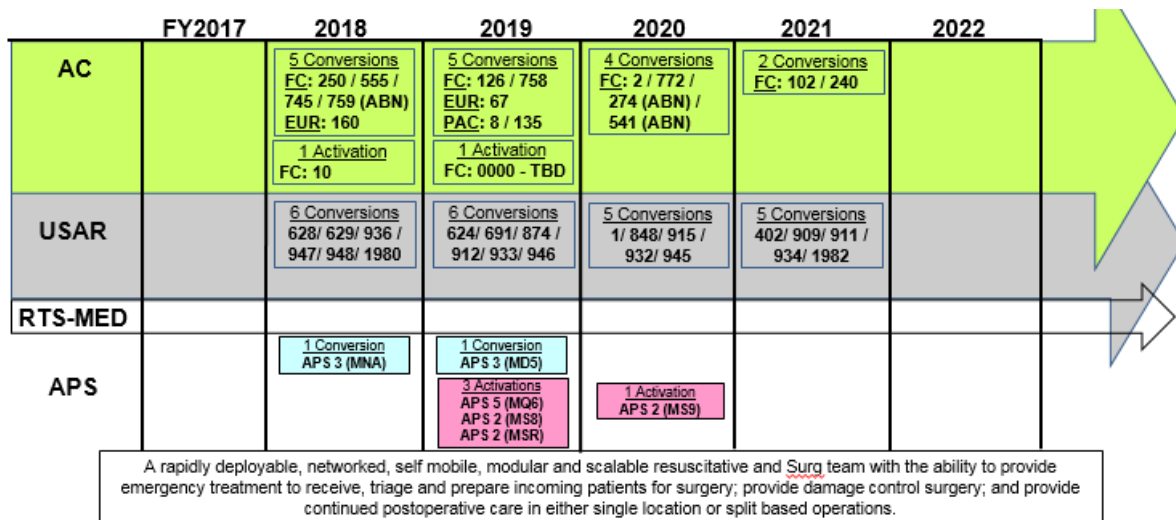 FY2017 2018 2019 2020 2021 2022
AC
5 Conversions
FC: 250 / 555 /
745 / 759 (ABN)
EUR: 160
1 Activation
FC: 10
5 Conversions
FC: 126 / 758
EUR: 67
PAC: 8 / 135
1 Activation
FC: 0000 - TBD
4 Conversions
FC: 2 / 772 /
274 (ABN) /
541 (ABN)
2 Conversions
FC: 102 / 240
USAR
6 Conversions
628/ 629/ 936 /
947/ 948/ 1980
6 Conversions
624/ 691/ 874 /
912/ 933/ 946
5 Conversions
1/ 848/ 915 /
932/ 945
5 Conversions
402/ 909/ 911 /
934/ 1982
RTS-MED
APS
1 Conversion
APS 3 (MNA)
1 Conversion
APS 3 (MD5)
3 Activations
APS 5 (MQ6)
APS 2 (MS8)
APS 2 (MSR)
1 Activation
APS 2 (MS9)
A rapidly deployable, networked, self mobile, modular and scalable resuscitative and Surg team with the ability to provide
emergency treatment to receive, triage and prepare incoming patients for surgery; provide damage control surgery; and provide
continued postoperative care in either single location or split based operations.